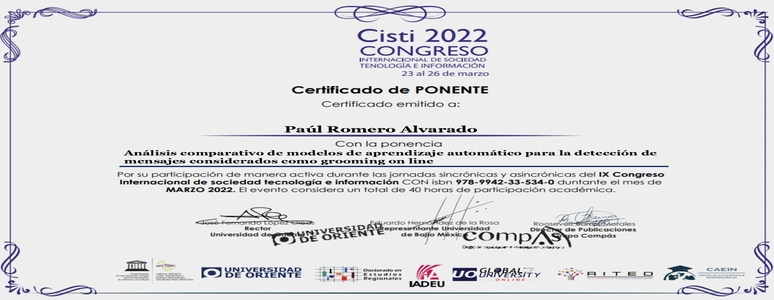 Cisti 2022
CONGRESO
INTERNACIONAL DE SOCIEDAD
TENOLOGÍA E INFORMACIÓN
23 al 26 de marzo
Certificado de PONENTE
Certificado emitido a:
Paúl Romero Alvarado
Con la ponencia
Análisis comparativo de modelos de aprendizaje automático para la detección de
mensajes considerados como grooming on line
Por su participación de manera activa durante las jornadas sincrónicas y asincrónicas del IX Congreso
Internacional de sociedad tecnología e información CON isbn 978-9942-33-534-0 duntante el mes de
MARZO 2022. El evento considera un total de 40 horas de participación académica.
José Fernando López Eduardo Hernández de la Rosa Roosevelt Morales
Rector Representante Universidad Director de Publicaciones
Universidad de de Bajio México Grupo Compás
UNIVERSIDAD DE ORIENTE
compAs
UNIVERSIDAD DE ORIENTE
Doctorado en Estudios Regionales
IADEU
UO GLOBAL UNIVERSITY ONLINE
RITED
CAEIN